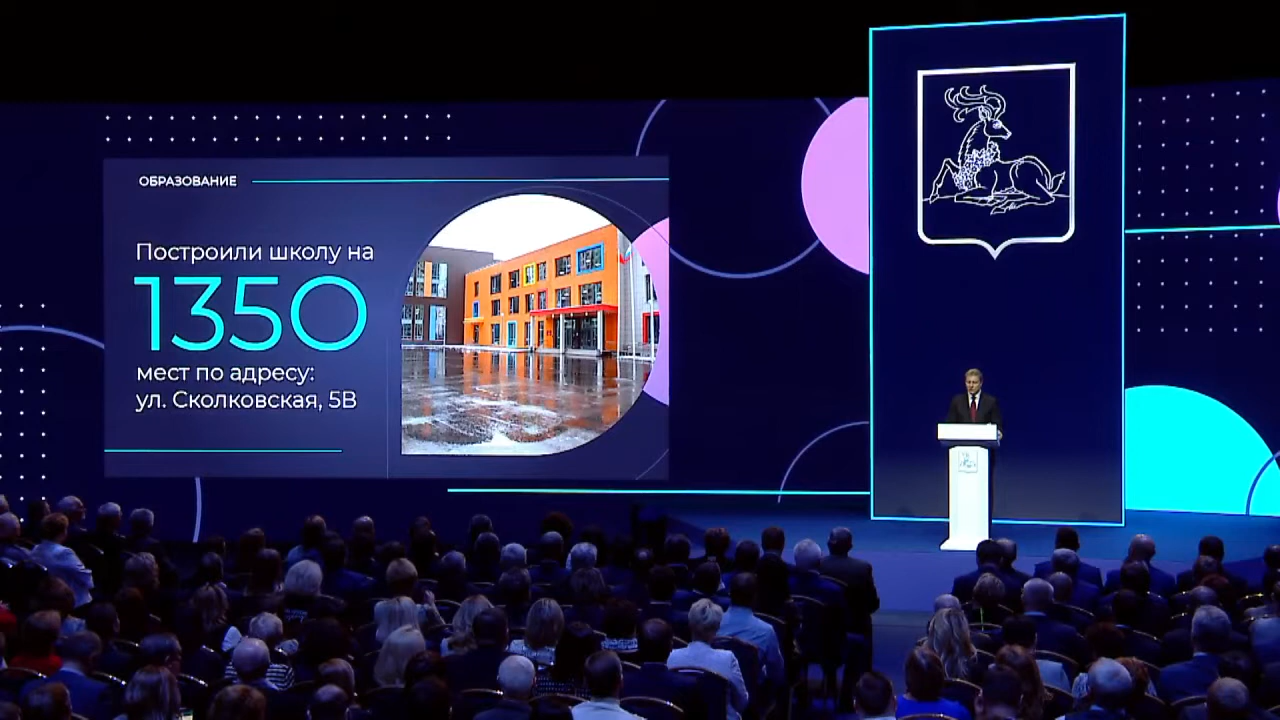 ОБРАЗОВАНИЕ
Построили школу на
1350
мест по адресу:
ул. Сколковская, 5В